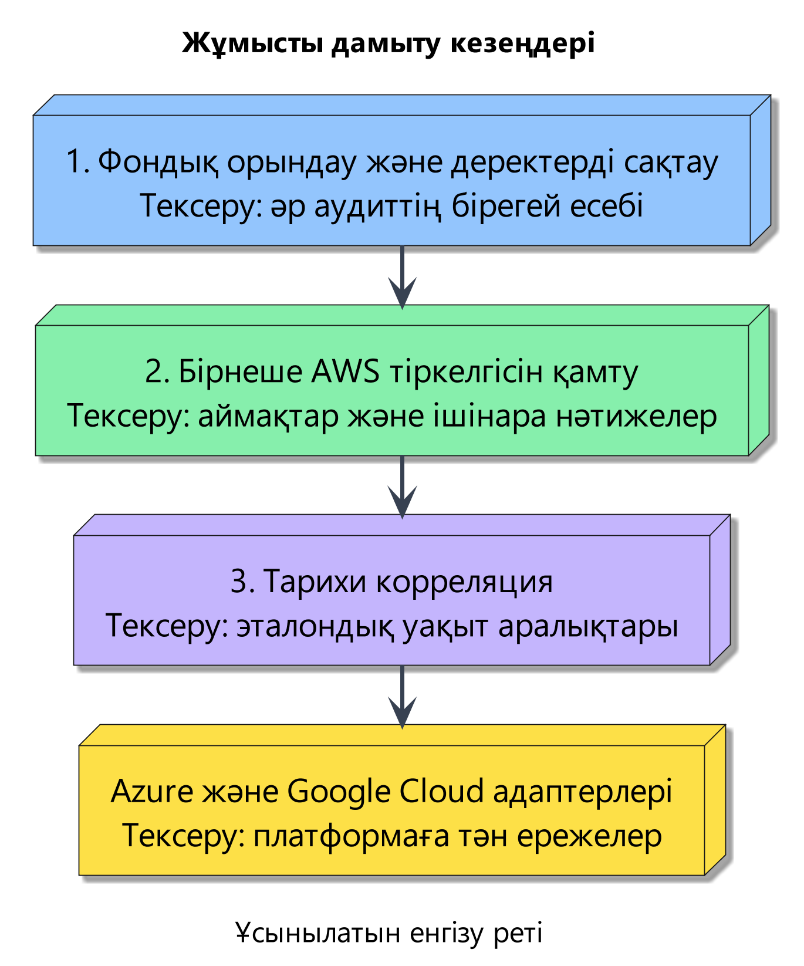 Жұмысты дамыту кезеңдері
1. Фондық орындау және деректерді сақтау
Тексеру: әр аудиттің бірегей есебі
2. Бірнеше AWS тіркелгісін қамту
Тексеру: аймақтар және ішінара нәтижелер
3. Тарихи корреляция
Тексеру: эталондық уақыт аралықтары
Azure және Google Cloud адаптерлері
Тексеру: платформаға тән ережелер
Ұсынылатын енгізу реті